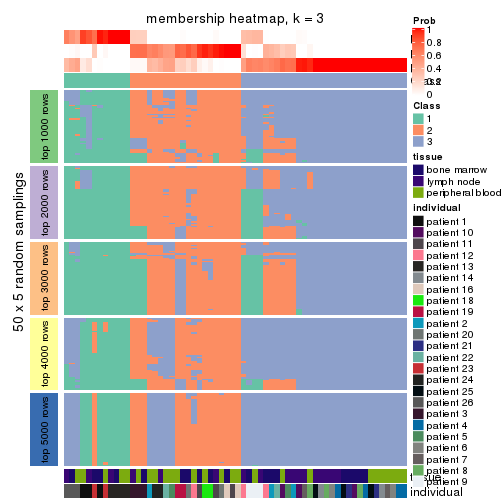 membership heatmap, k = 3
50 x 5 random samplings
top 1000 rows
top 2000 rows
top 3000 rows
top 4000 rows
top 5000 rows
Prob
1
0.8
0.6
0.4
0.2
0
Class
1
2
3
tissue
bone marrow
lymph node
peripheral blood
individual
patient 1
patient 10
patient 11
patient 12
patient 13
patient 14
patient 16
patient 18
patient 19
patient 2
patient 20
patient 21
patient 22
patient 23
patient 24
patient 25
patient 26
patient 3
patient 4
patient 5
patient 6
patient 7
patient 8
patient 9
individual